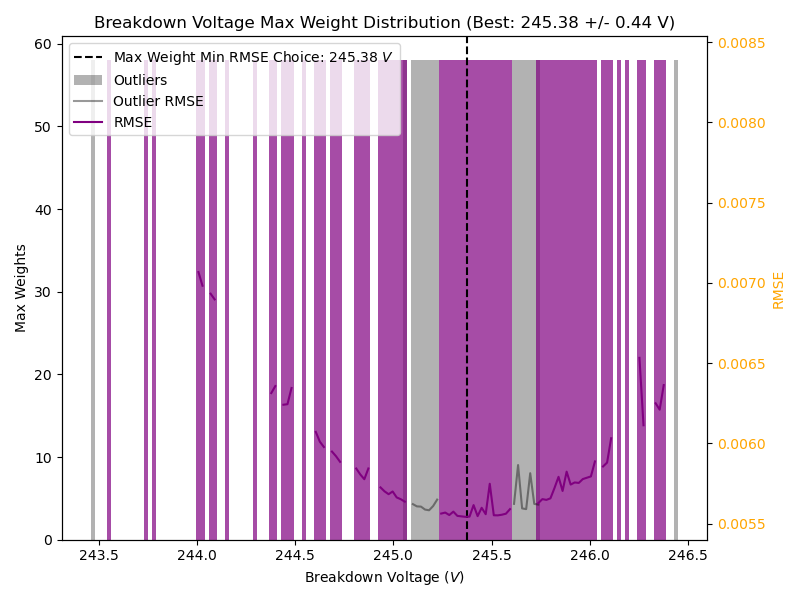 Breakdown Voltage Max Weight Distribution (Best: 245.38 +/- 0.44 V)
Max Weight Min RMSE Choice: 245.38 V
Outliers
Outlier RMSE
RMSE
60
50
40
30
20
10
0
Max Weights
0.0085
0.0080
0.0075
0.0070
0.0065
0.0060
0.0055
RMSE
243.5 244.0 244.5 245.0 245.5 246.0 246.5
Breakdown Voltage (V)